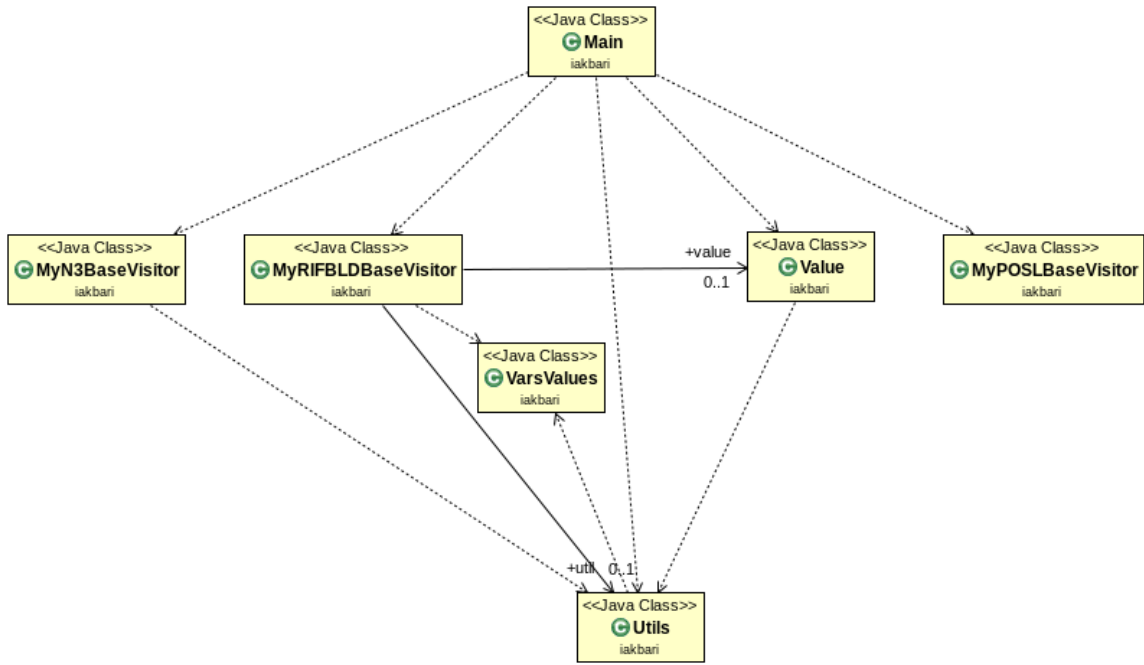 <<Java Class>>
C Main
iakbari
<<Java Class>>
C MyN3BaseVisitor
iakbari
<<Java Class>>
C MyRIFBLDBaseVisitor
iakbari
+value
0..1
<<Java Class>>
C Value
iakbari
<<Java Class>>
C MyPOSLBaseVisitor
iakbari
<<Java Class>>
C VarsValues
iakbari
+util 0..1
<<Java Class>>
C Utils
iakbari